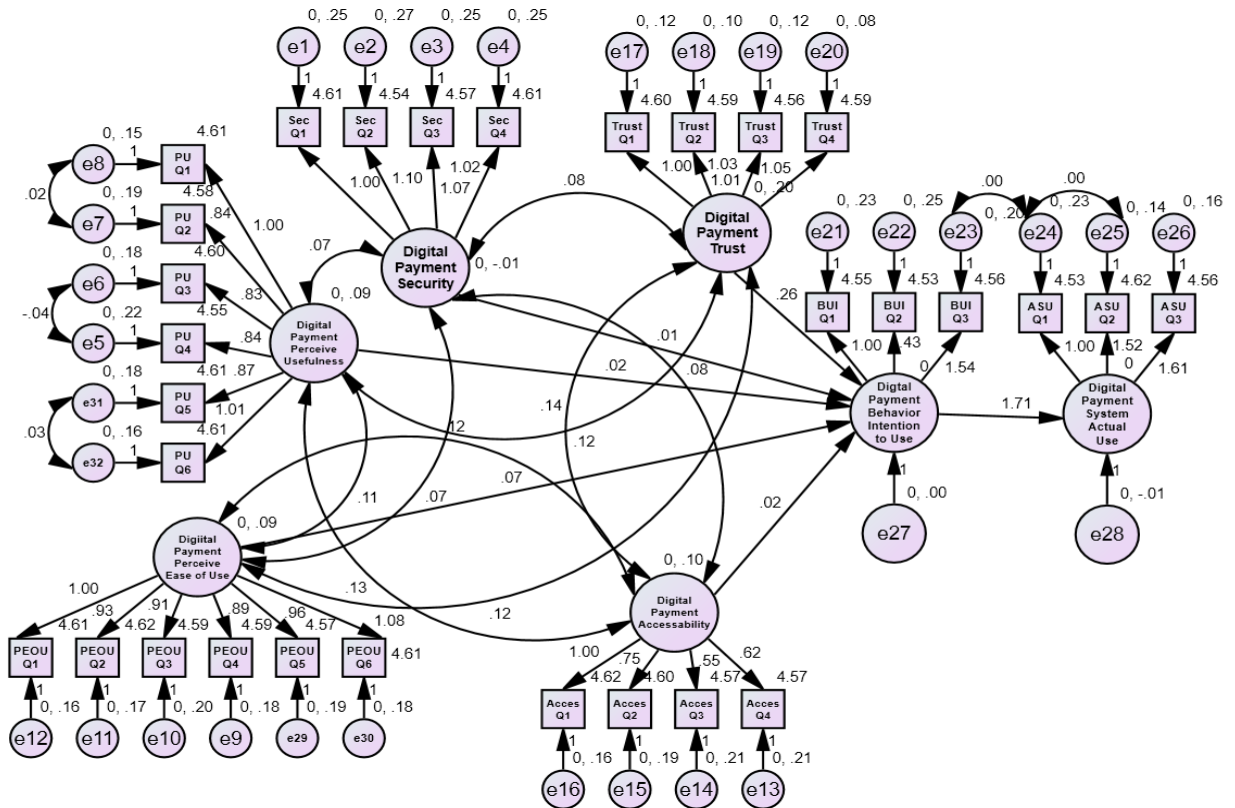 0, .25 0, .27 0, .25 0, .25
e1 e2 e3 e4
1 1 1 1
4.61 4.54 4.57 4.61
Sec
Q1
Sec
Q2
Sec
Q3
Sec
Q4
1.00 1.10 1.07 1.02
0, .12 0, .10 0, .12 0, .08
e17 e18 e19 e20
1 1 1 1
4.60 4.59 4.56 4.59
Trust
Q1
Trust
Q2
Trust
Q3
Trust
Q4
1.00 1.03 1.05
1.01 0, .20
Digital
Payment
Trust
Digital
Payment
Security
0, -.01
.08
.07
0, .15 4.61
e8 1 PU
Q1
.02
0, .19 4.58
e7 1 PU
Q2
.84
1.00
0, .18 4.60
e6 1 PU
Q3
.83
-.04
0, .22 4.55
e5 1 PU
Q4
.84
0, .18 4.61 .87
e31 1 PU
Q5
1.01
.03
0, .16 4.61
e32 1 PU
Q6
0, .09
Digital
Payment
Perceive
Usefulness
0, .23 0, .25 0, .20 0, .23 0, .14 0, .16
.00 .00
e21 e22 e23 e24 e25 e26
1 1 1 1 1 1
4.55 4.53 4.56 4.53 4.62 4.56
BUI
Q1
BUI
Q2
BUI
Q3
ASU
Q1
ASU
Q2
ASU
Q3
1.00 .43 1.54 1.00 1.52 1.61
0 0
Digtal
Payment
Behavior
Intention
to Use
1.71
Digital
Payment
System
Actual
Use
1 1
0, .00 0, -.01
e27 e28
.26
.01
.02
.08
.14
.12
.12
.07
.11
.07
.02
.13
.12
0, .09
Digiital
Payment
Perceive
Ease of Use
1.00 .93 .91 .89 .96 1.08
4.61 4.62 4.59 4.59 4.57 4.61
PEOU
Q1
PEOU
Q2
PEOU
Q3
PEOU
Q4
PEOU
Q5
PEOU
Q6
1 1 1 1 1 1
0, .16 0, .17 0, .20 0, .18 0, .19 0, .18
e12 e11 e10 e9 e29 e30
0, .10
Digital
Payment
Accessability
1.00 .75 .55 .62
4.62 4.60 4.57 4.57
Acces
Q1
Acces
Q2
Acces
Q3
Acces
Q4
1 1 1 1
0, .16 0, .19 0, .21 0, .21
e16 e15 e14 e13